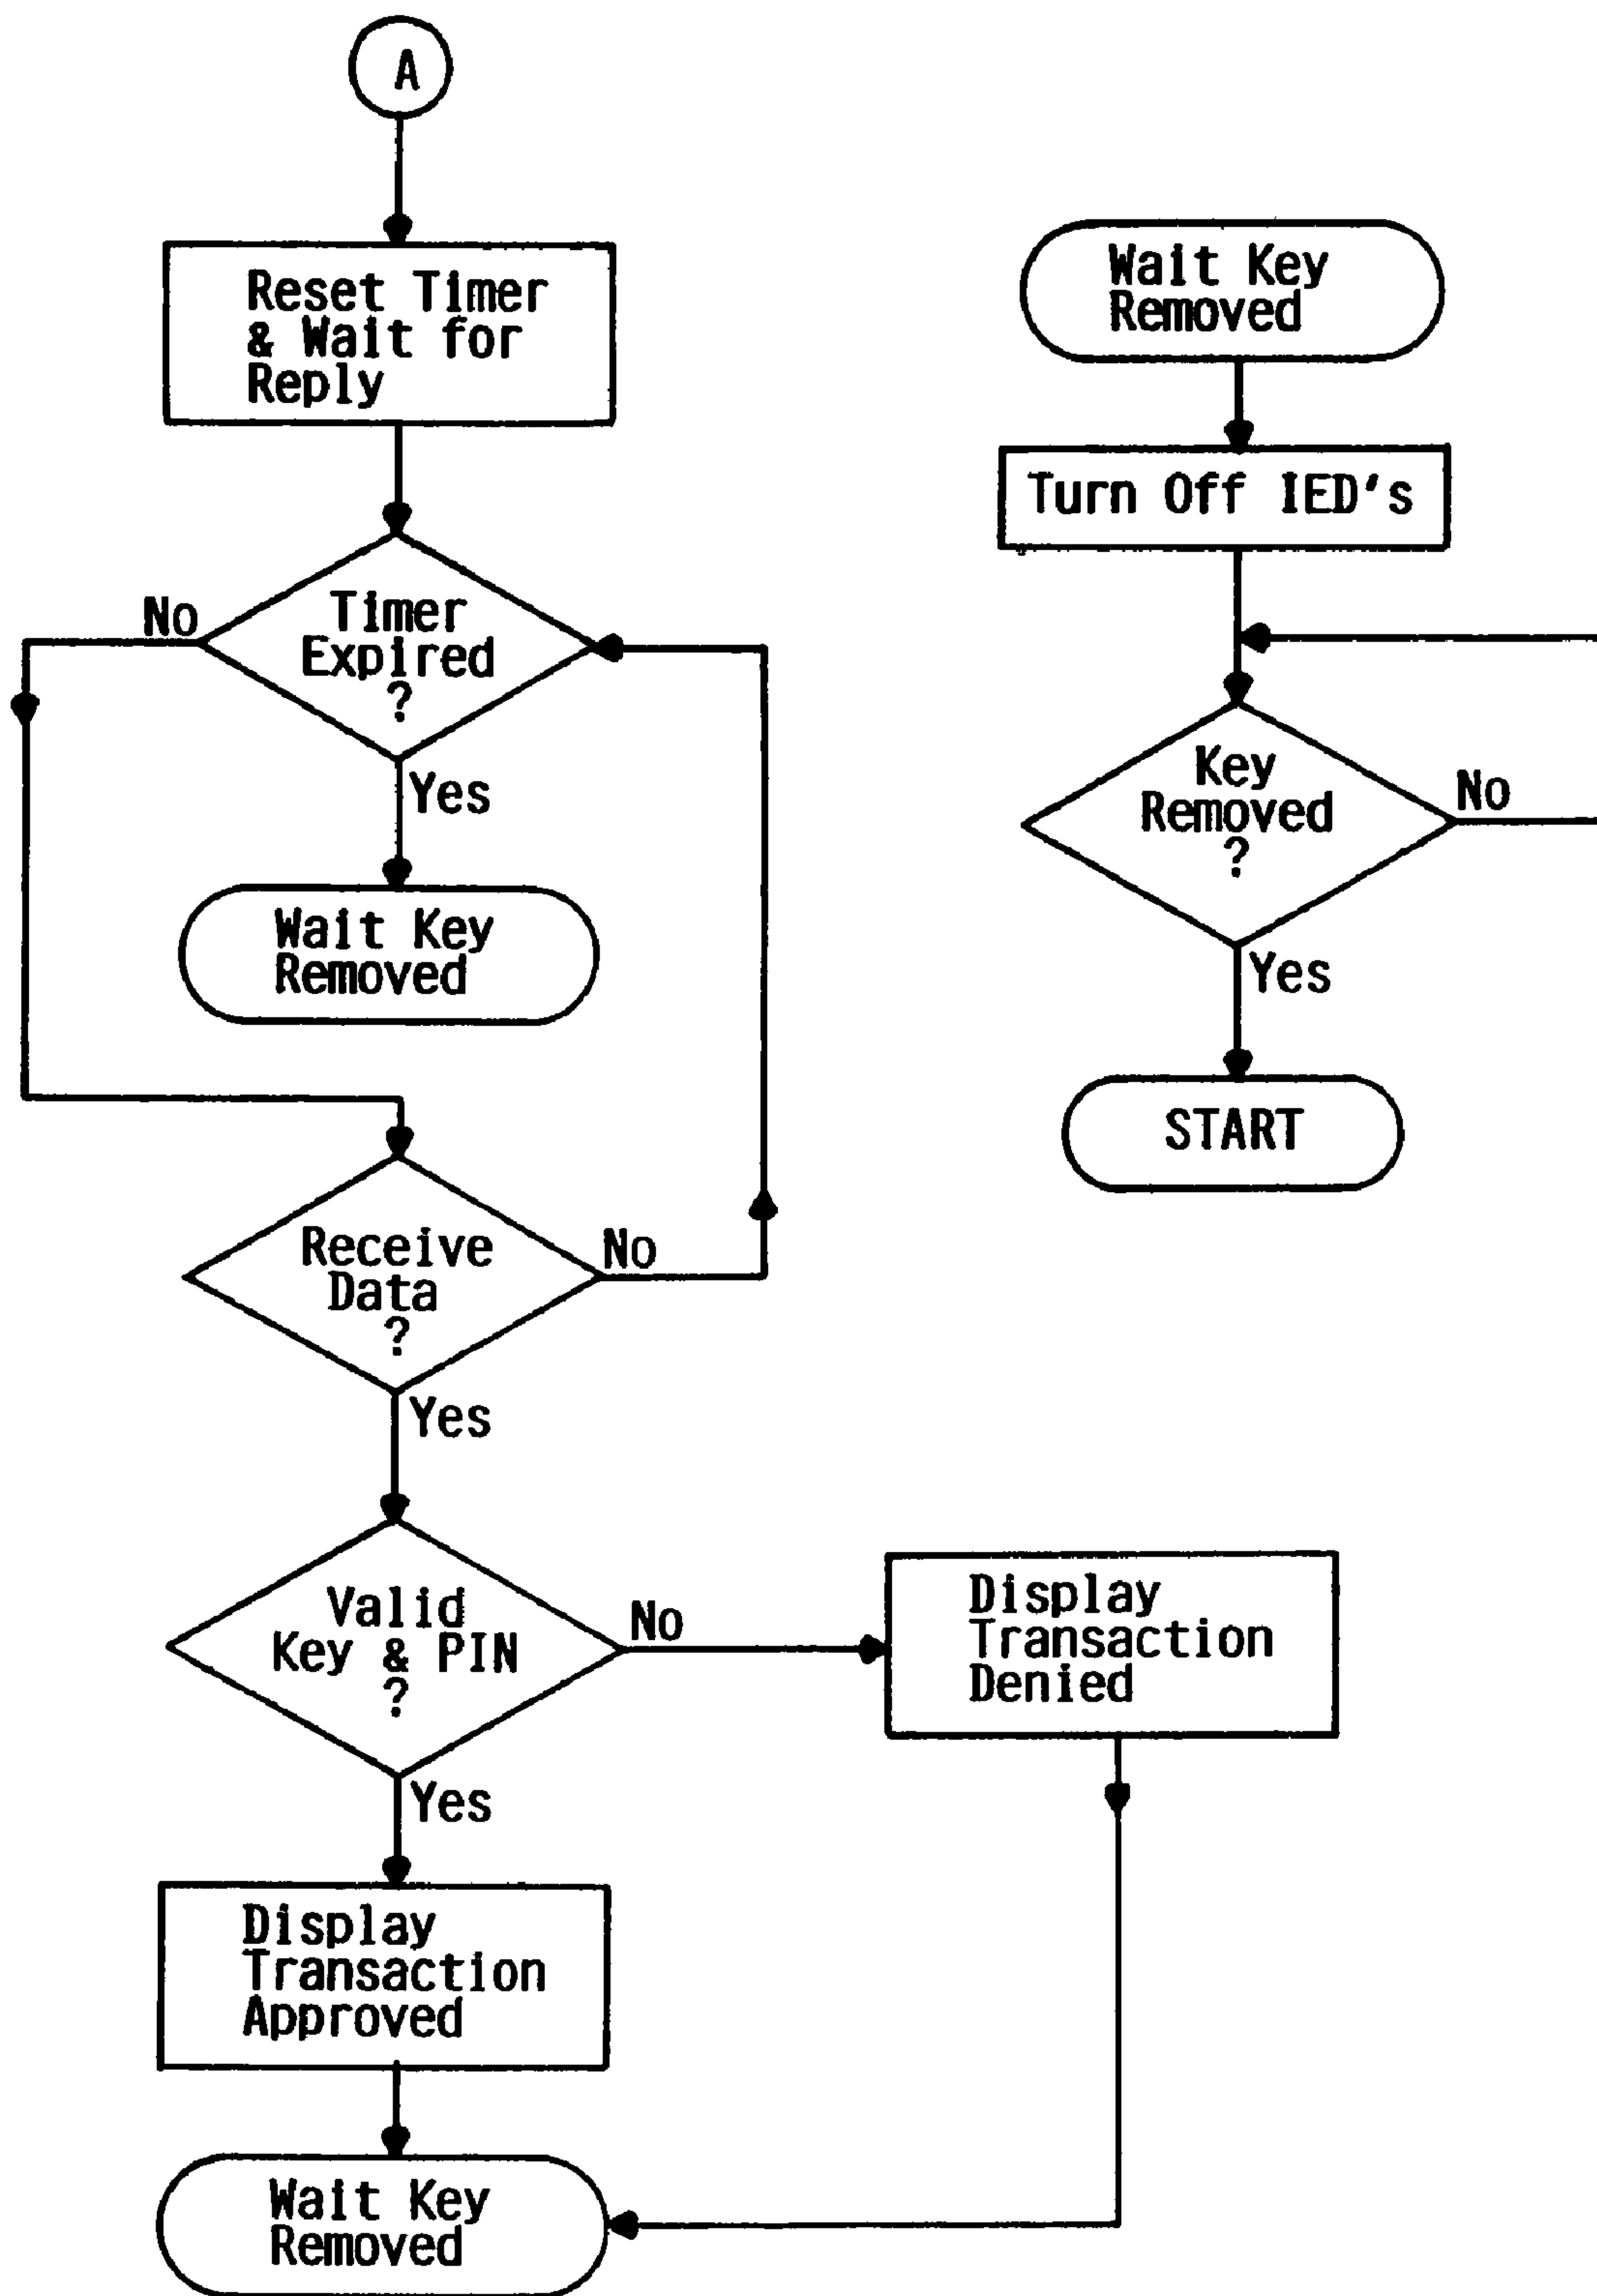 A
Reset Timer
& Wait for
Reply
Timer
Expired
?
No
Yes
Wait Key
Removed
Receive
Data
?
No
Yes
Valid
Key & PIN
?
No
Yes
Display
Transaction
Denied
Display
Transaction
Approved
Wait Key
Removed
Wait Key
Removed
Turn Off IED's
Key
Removed
?
No
Yes
START